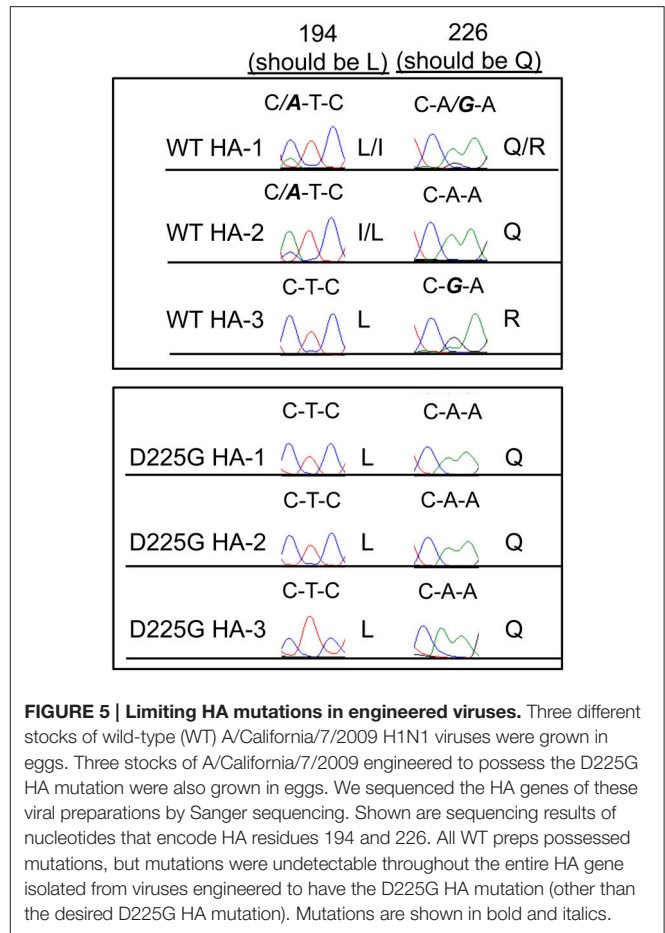 194 226
(should be L) (should be Q)
C/A-T-C C-A/G-A
WT HA-1 L/I Q/R
C/A-T-C C-A-A
WT HA-2 I/L Q
C-T-C C-G-A
WT HA-3 L R
C-T-C C-A-A
D225G HA-1 L Q
C-T-C C-A-A
D225G HA-2 L Q
C-T-C C-A-A
D225G HA-3 L Q
FIGURE 5 | Limiting HA mutations in engineered viruses. Three different
stocks of wild-type (WT) A/California/7/2009 H1N1 viruses were grown in
eggs. Three stocks of A/California/7/2009 engineered to possess the D225G
HA mutation were also grown in eggs. We sequenced the HA genes of these
viral preparations by Sanger sequencing. Shown are sequencing results of
nucleotides that encode HA residues 194 and 226. All WT preps possessed
mutations, but mutations were undetectable throughout the entire HA gene
isolated from viruses engineered to have the D225G HA mutation (other than
the desired D225G HA mutation). Mutations are shown in bold and italics.